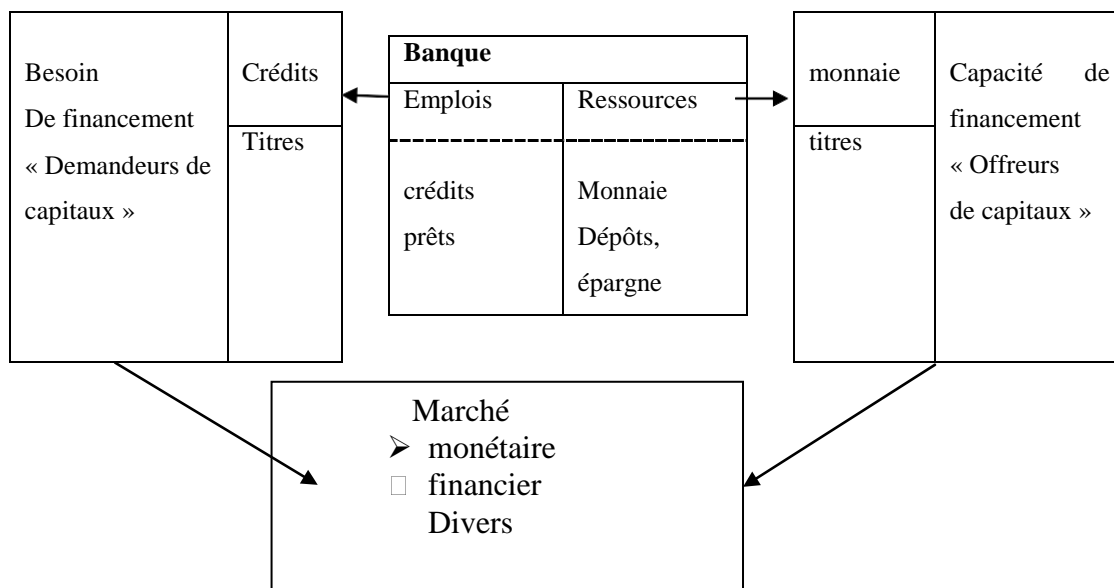 Besoin
De financement
« Demandeurs de
capitaux »
Crédits
Titres
Banque
Emplois
Ressources
crédits
prêts
Monnaie
Dépôts,
épargne
monnaie
titres
Capacité de
financement
« Offreurs
de capitaux »
Marché
➢ monétaire
financier
Divers